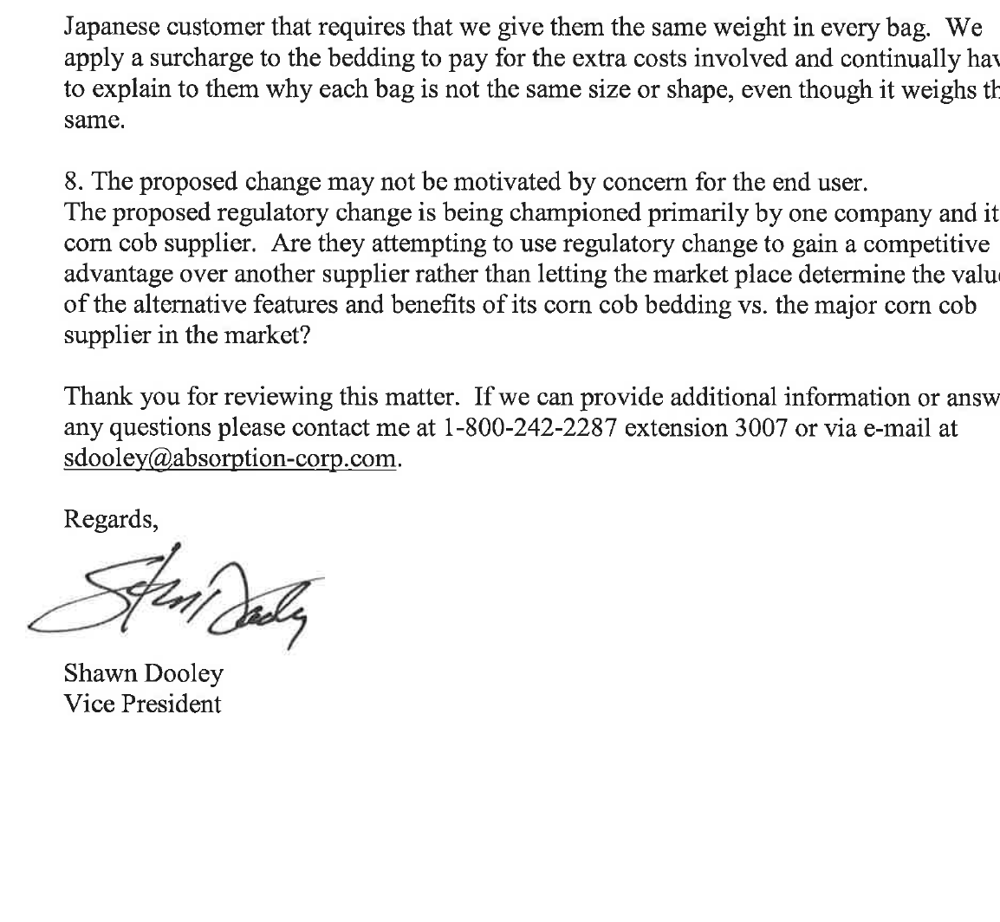 Japanese customer that requires that we give them the same weight in every bag.  We
apply a surcharge to the bedding to pay for the extra costs involved and continually hav
to explain to them why each bag is not the same size or shape, even though it weighs th
same.
8. The proposed change may not be motivated by concern for the end user.
The proposed regulatory change is being championed primarily by one company and it
corn cob supplier.  Are they attempting to use regulatory change to gain a competitive
advantage over another supplier rather than letting the market place determine the valu
of the alternative features and benefits of its corn cob bedding vs. the major corn cob
supplier in the market?
Thank you for reviewing this matter.  If we can provide additional information or answ
any questions please contact me at 1-800-242-2287 extension 3007 or via e-mail at
sdooley@absorption-corp.com.
Regards,
Shawn Dooley
Vice President